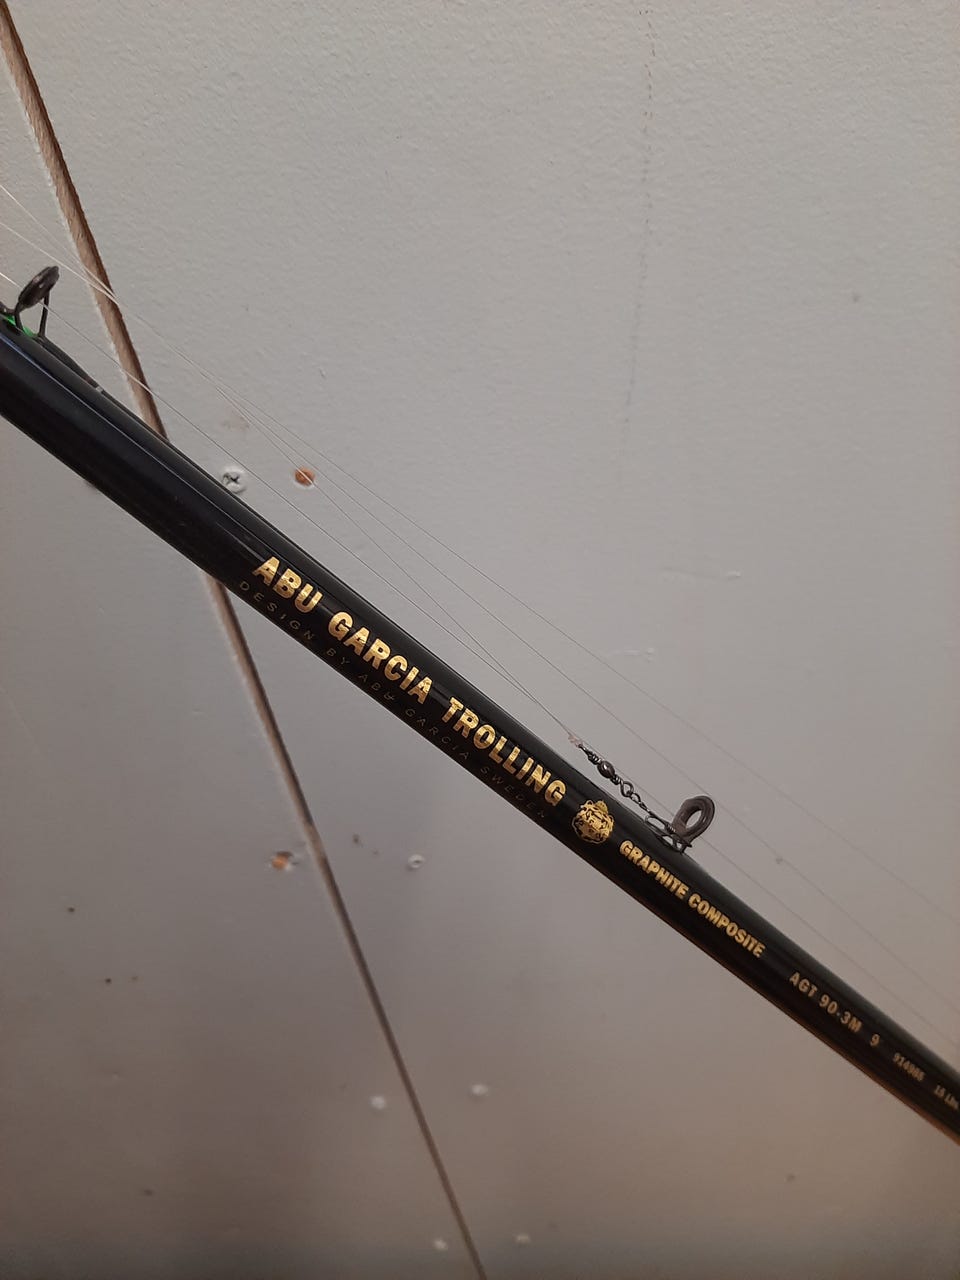 ABU GARCIA TROLLING
DESIGN BY ABU GARCIA SWEDEN
GRAPHITE COMPOSITE
AGT 90-3M 9'